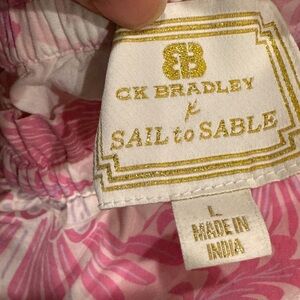 CK BRADLEY
x
SAIL to SABLE
L
MADE IN
INDIA